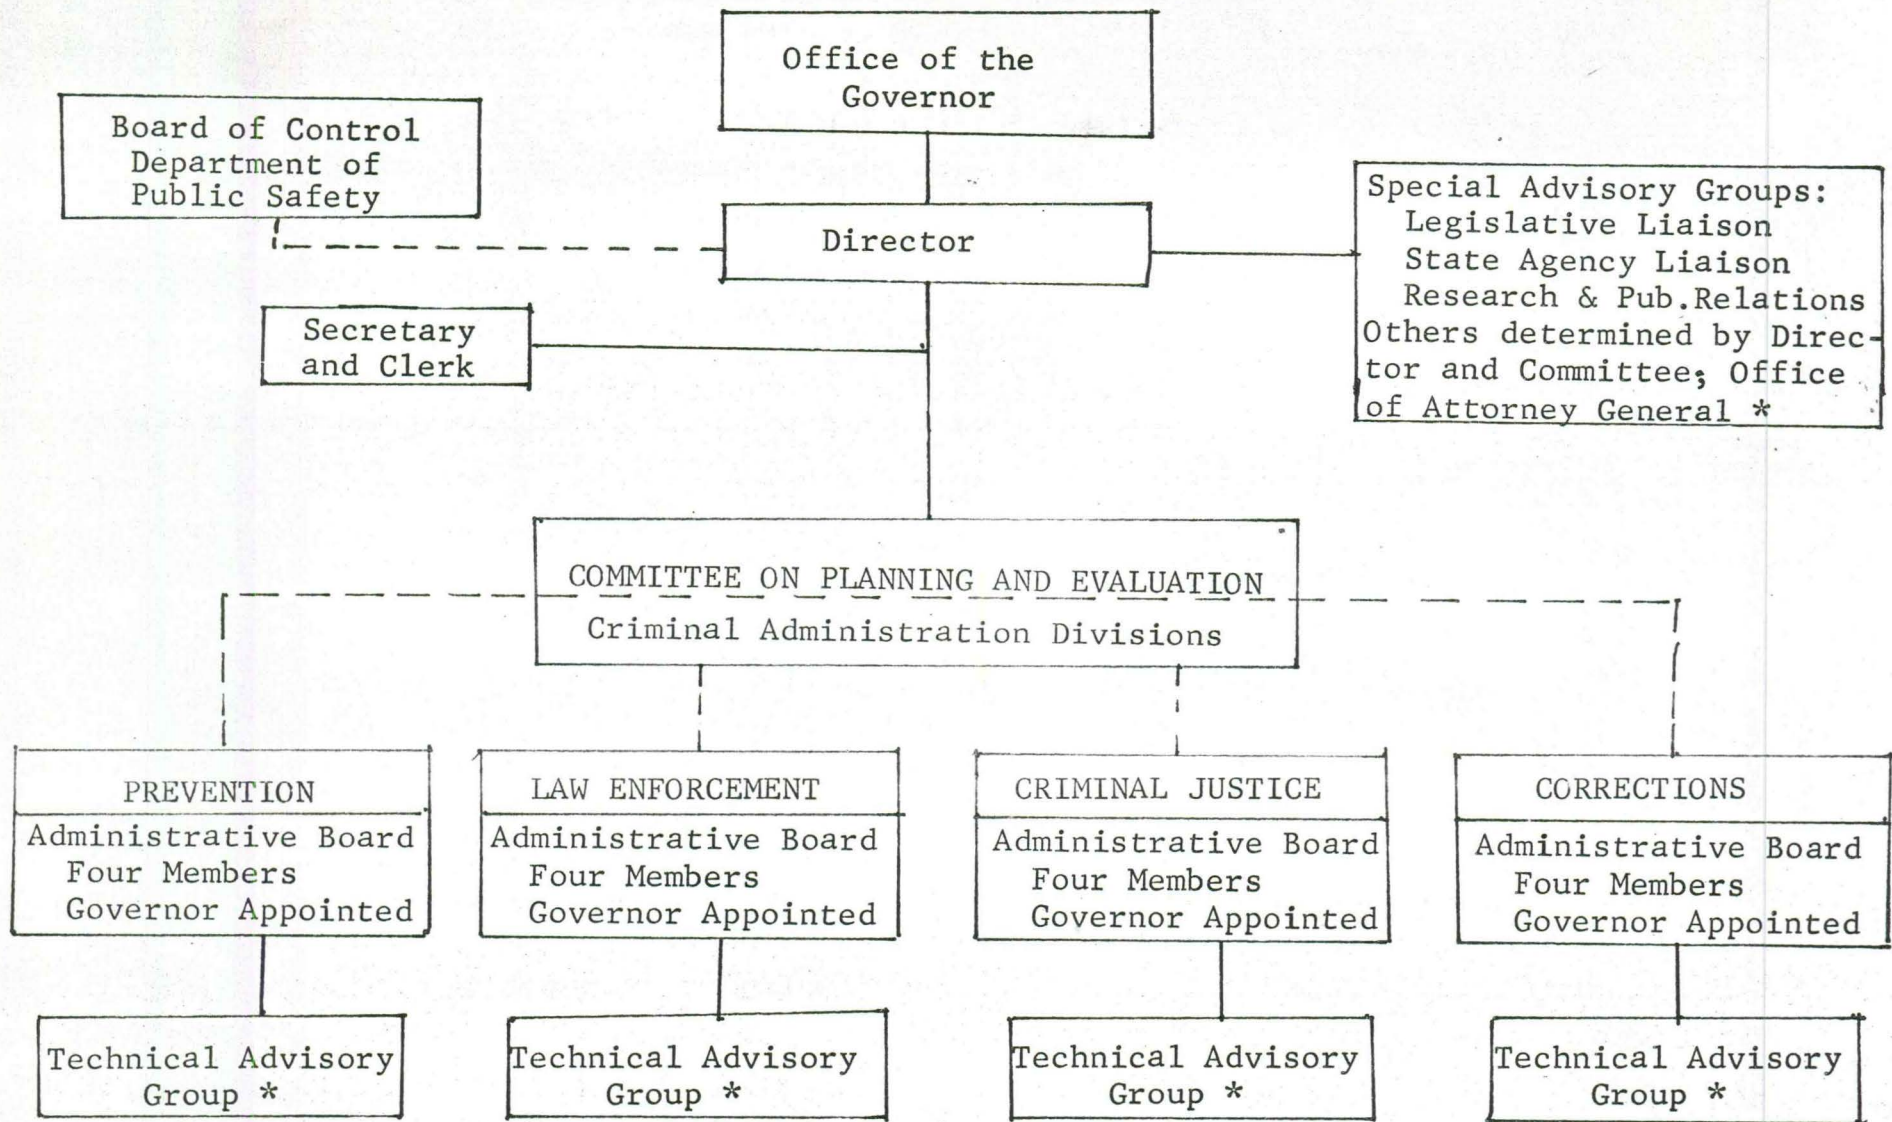 Office of the
Governor
Board of Control
Department of
Public Safety
Director
Special Advisory Groups:
Legislative Liaison
State Agency Liaison
Research & Pub.Relations
Others determined by Direc-
tor and Committee; Office
of Attorney General *
Secretary
and Clerk
COMMITTEE ON PLANNING AND EVALUATION
Criminal Administration Divisions
PREVENTION
Administrative Board
Four Members
Governor Appointed
LAW ENFORCEMENT
Administrative Board
Four Members
Governor Appointed
CRIMINAL JUSTICE
Administrative Board
Four Members
Governor Appointed
CORRECTIONS
Administrative Board
Four Members
Governor Appointed
Technical Advisory
Group *
Technical Advisory
Group *
Technical Advisory
Group *
Technical Advisory
Group *